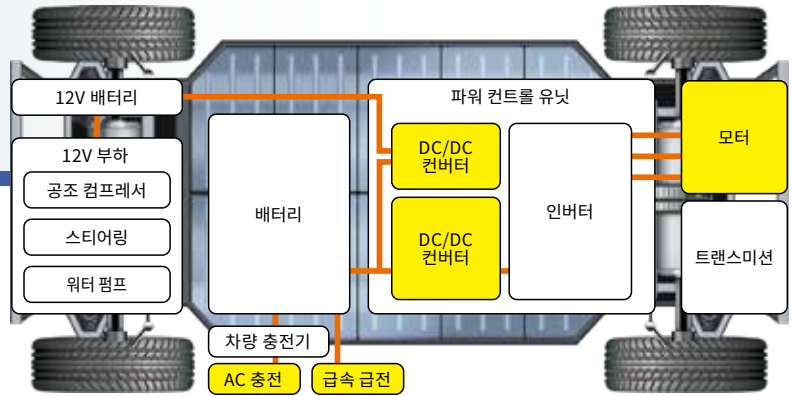 12V 배터리
12V 부하
공조 컴프레서
스티어링
워터 펌프
배터리
차량 충전기
AC 충전
급속 급전
파워 컨트롤 유닛
DC/DC
컨버터
DC/DC
컨버터
인버터
모터
트랜스미션